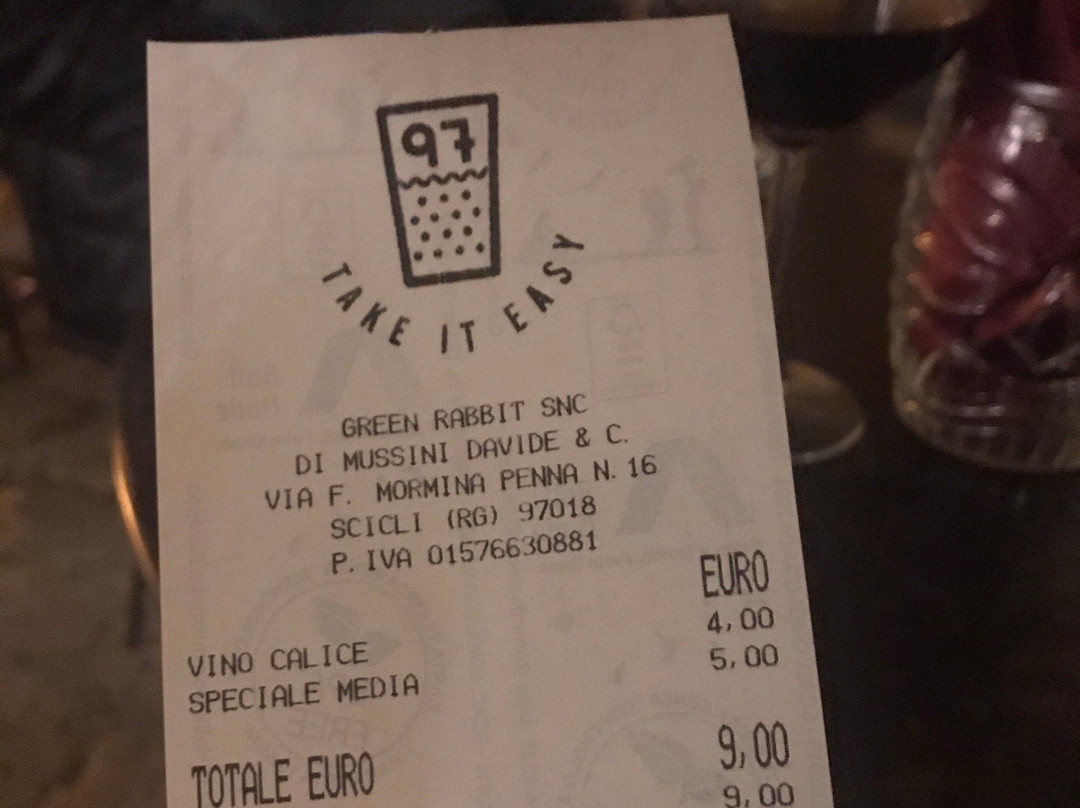 97
TAKE IT EASY
GREEN RABBIT SNC
DI MUSSINI DAVIDE & C.
VIA F. MORMINA PENNA N. 16
SCICLI (RG) 97018
P. IVA 01576630881
EURO
VINO CALICE 4,00
SPECIALE MEDIA 5,00
TOTALE EURO 9,00
9,00